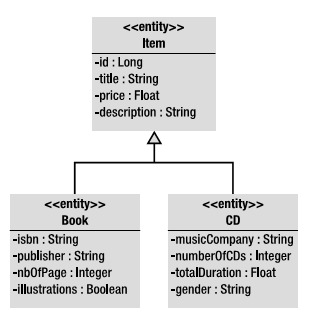 <<entity>>
Item
-id : Long
-title : String
-price : Float
-description : String
<<entity>>
Book
-isbn : String
-publisher : String
-nbOfPage : Integer
-illustrations : Boolean
<<entity>>
CD
-musicCompany : String
-numberOfCDs : Integer
-totalDuration : Float
-gender : String